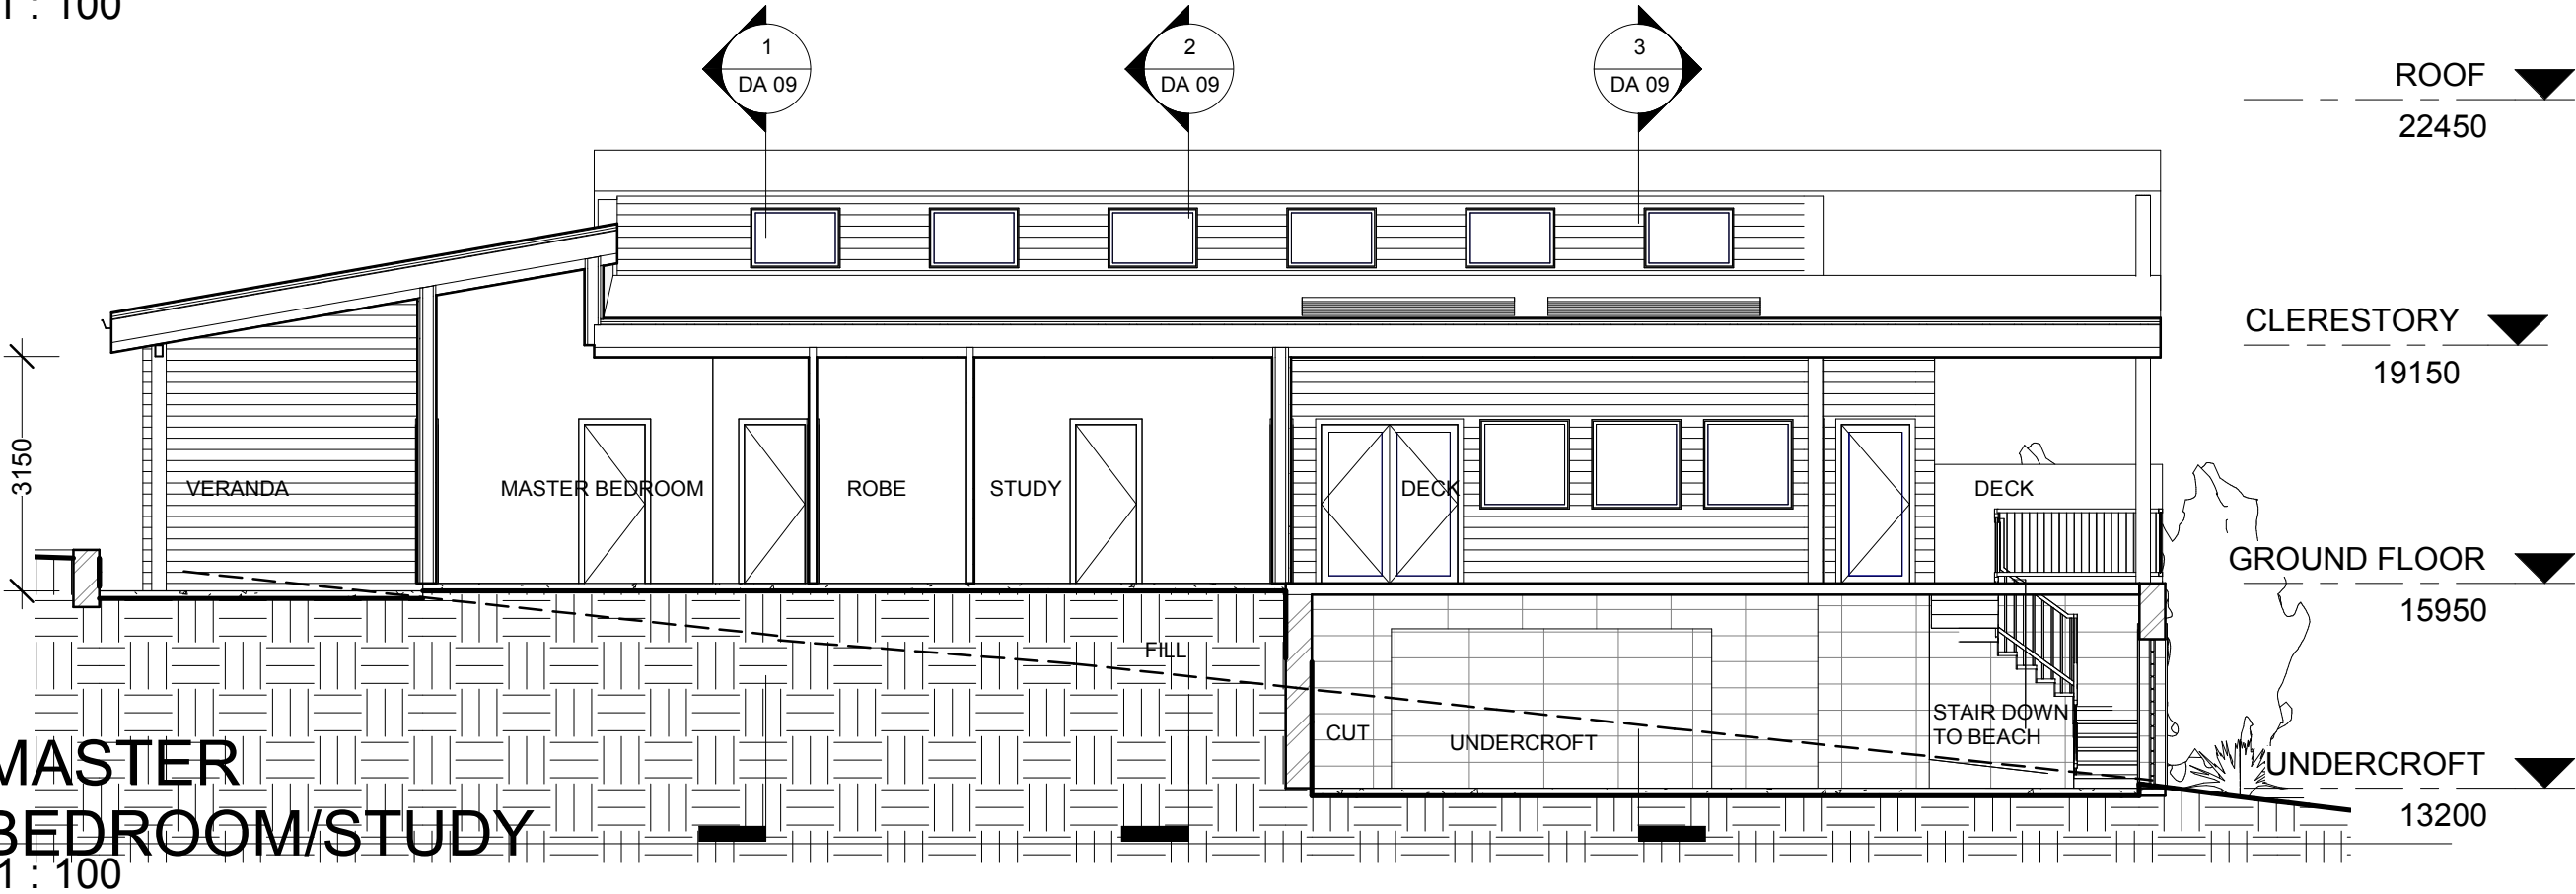 1 : 100
1
DA 09
2
DA 09
3
DA 09
ROOF
22450
CLERESTORY
19150
3150
VERANDA
MASTER BEDROOM
ROBE
STUDY
DECK
DECK
GROUND FLOOR
15950
FILL
CUT
UNDERCROFT
STAIR DOWN
TO BEACH
UNDERCROFT
13200
MASTER
BEDROOM/STUDY
1 : 100